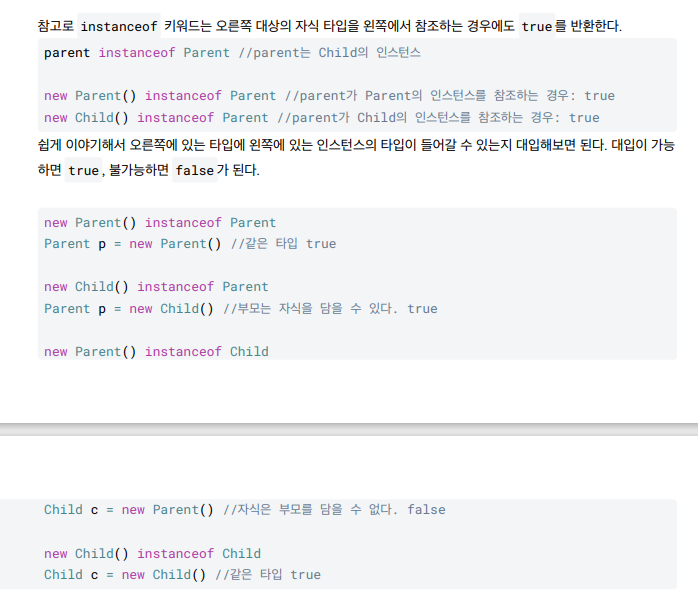 참고로 instanceof 키워드는 오른쪽 대상의 자식 타입을 왼쪽에서 참조하는 경우에도 true를 반환한다.
parent instanceof Parent //parent는 Child의 인스턴스
new Parent() instanceof Parent //parent가 Parent의 인스턴스를 참조하는 경우: true
new Child() instanceof Parent //parent가 Child의 인스턴스를 참조하는 경우: true
쉽게 이야기해서 오른쪽에 있는 타입에 왼쪽에 있는 인스턴스의 타입이 들어갈 수 있는지 대입해보면 된다. 대입이 가능
하면 true, 불가능하면 false가 된다.
new Parent() instanceof Parent
Parent p = new Parent() //같은 타입 true
new Child() instanceof Parent
Parent p = new Child() //부모는 자식을 담을 수 있다. true
new Parent() instanceof Child
Child c = new Parent() //자식은 부모를 담을 수 없다. false
new Child() instanceof Child
Child c = new Child() //같은 타입 true